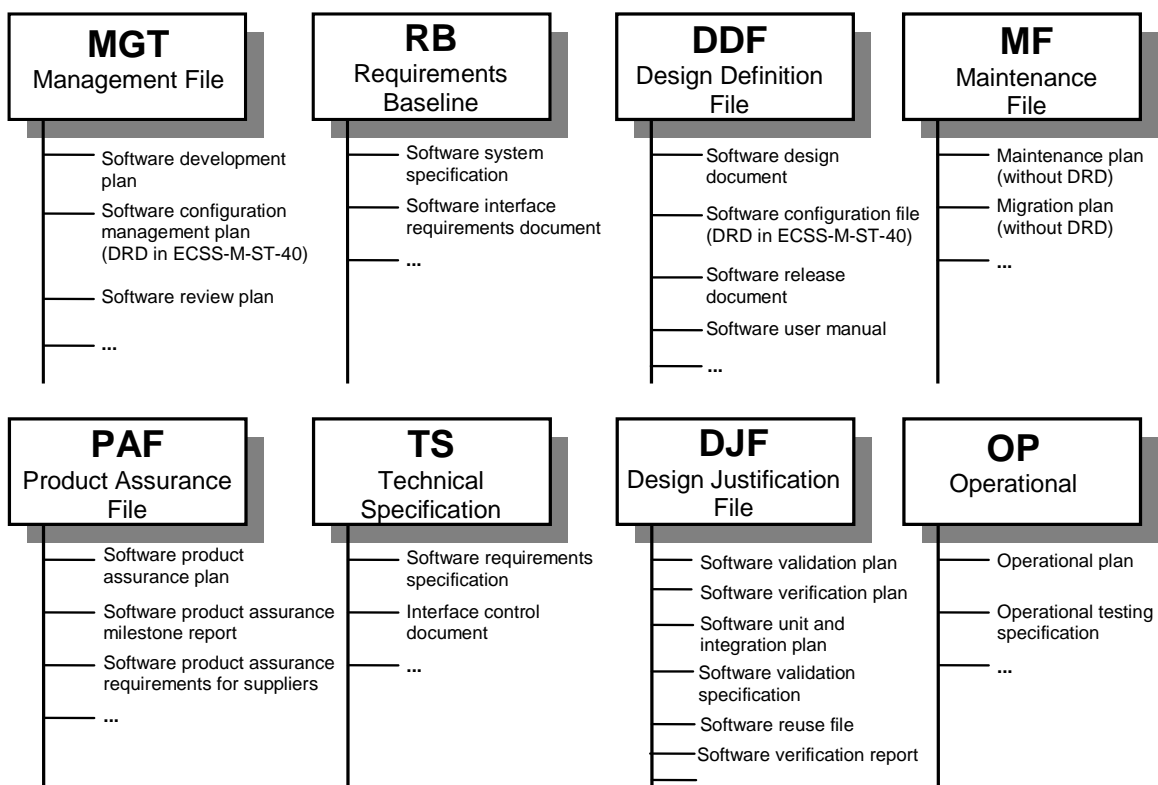 MGT
Management File
Software development
plan
Software configuration
management plan
(DRD in ECSS-M-ST-40)
Software review plan
...
RB
Requirements
Baseline
Software system
specification
Software interface
requirements document
...
DDF
Design Definition
File
Software design
document
Software configuration file
(DRD in ECSS-M-ST-40)
Software release
document
Software user manual
...
MF
Maintenance
File
Maintenance plan
(without DRD)
Migration plan
(without DRD)
...
PAF
Product Assurance
File
Software product
assurance plan
Software product assurance
milestone report
Software product assurance
requirements for suppliers
...
TS
Technical
Specification
Software requirements
specification
Interface control
document
...
DJF
Design Justification
File
Software validation plan
Software verification plan
Software unit and
integration plan
Software validation
specification
Software reuse file
Software verification report
OP
Operational
Operational plan
Operational testing
specification
...